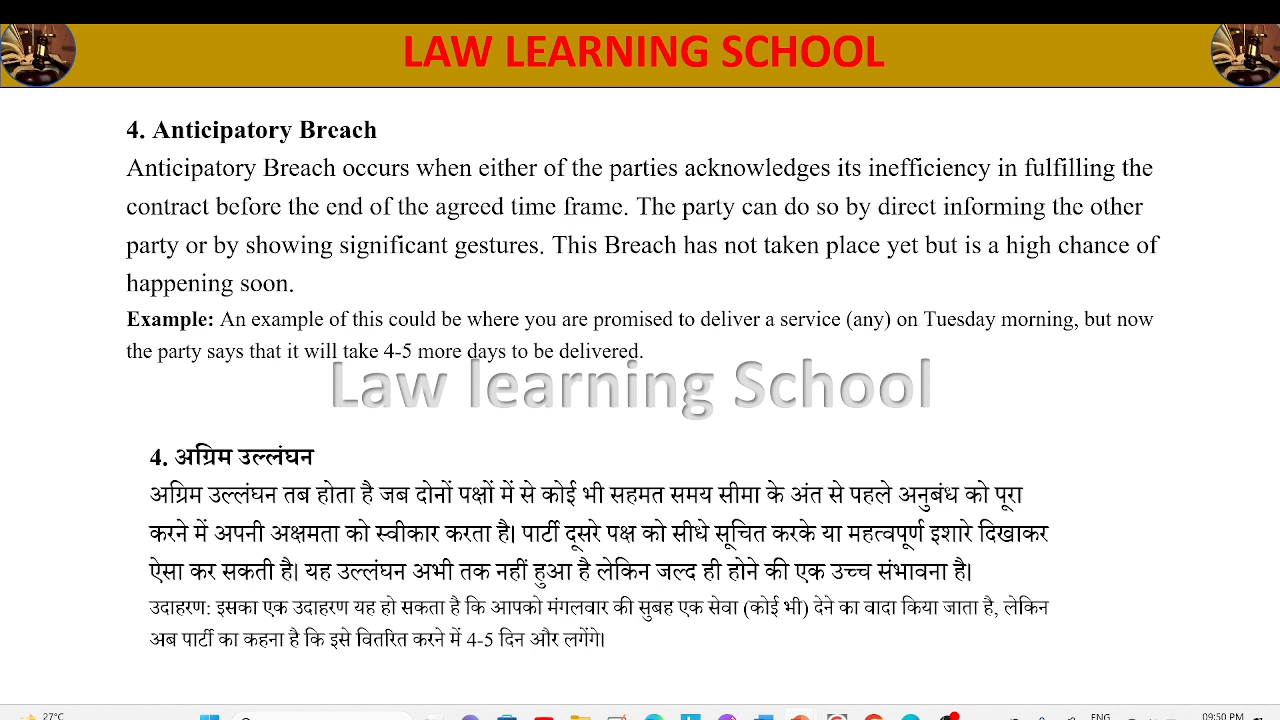 LAW LEARNING SCHOOL
4. Anticipatory Breach
Anticipatory Breach occurs when either of the parties acknowledges its inefficiency in fulfilling the
contract before the end of the agreed time frame. The party can do so by direct informing the other
party or by showing significant gestures. This Breach has not taken place yet but is a high chance of
happening soon.
Example: An example of this could be where you are promised to deliver a service (any) on Tuesday morning, but now
the party says that it will take 4-5 more days to be delivered.
Law learning School
4. अग्रिम उल्लंघन
अग्रिम उल्लंघन तब होता है जब दोनों पक्षों में से कोई भी सहमत समय सीमा के अंत से पहले अनुबंध को पूरा
करने में अपनी अक्षमता को स्वीकार करता है। पार्टी दूसरे पक्ष को सीधे सूचित करके या महत्वपूर्ण इशारे दिखाकर
ऐसा कर सकती है। यह उल्लंघन अभी तक नहीं हुआ है लेकिन जल्द ही होने की एक उच्च संभावना है।
उदाहरण: इसका एक उदाहरण यह हो सकता है कि आपको मंगलवार की सुबह एक सेवा (कोई भी) देने का वादा किया जाता है, लेकिन
अब पार्टी का कहना है कि इसे वितरित करने में 4-5 दिन और लगेंगे।
27°C
ENG
09:50 PM